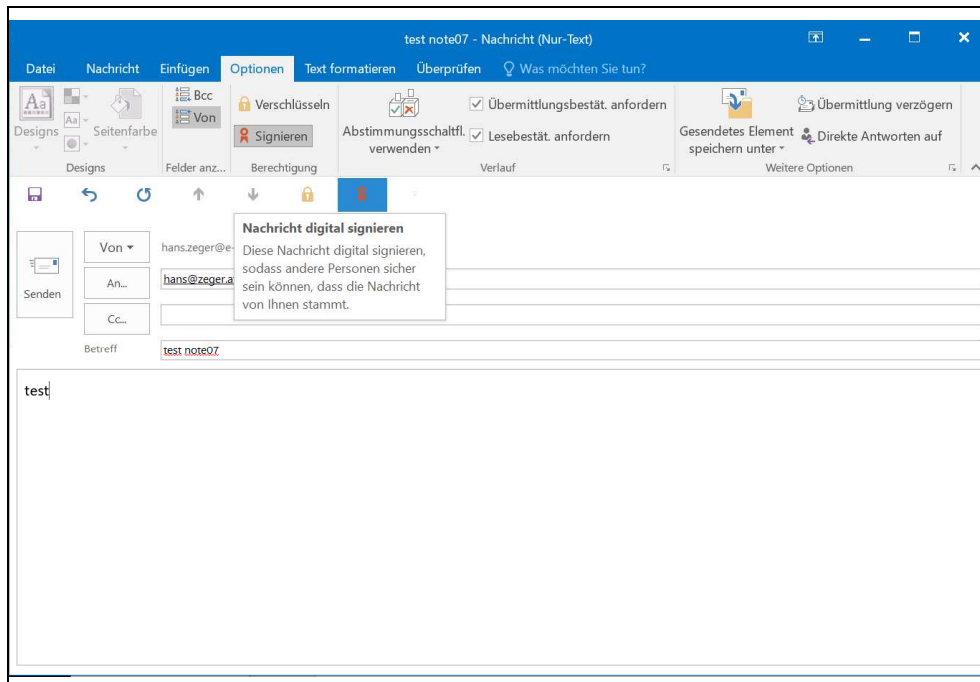 test note07 - Nachricht (Nur-Text)
Datei Nachricht Einfügen Optionen Text formatieren Überprüfen Was möchten Sie tun?
Designs
Aa
Aa
Seitenfarbe
Designs
Bcc
Von
Felder anz...
Verschlüsseln
Signieren
Berechtigung
Abstimmungsschaltfl.
verwenden
Übermittlungsbestät. anfordern
Lesebestät. anfordern
Verlauf
Gesendetes Element
speichern unter
Übermittlung verzögern
Direkte Antworten auf
Weitere Optionen
Nachricht digital signieren
Diese Nachricht digital signieren,
sodass andere Personen sicher
sein können, dass die Nachricht
von Ihnen stammt.
Senden
Von hans.zeger@e-
An... hans@zeger.a
Cc...
Betreff test note07
test